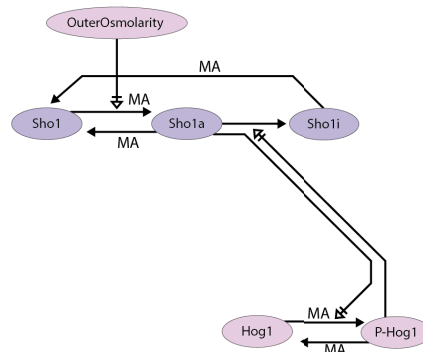 OuterOsmolarity
MA
MA
Sho1
Sho1a
Sho1i
MA
MA
Hog1
P-Hog1
MA